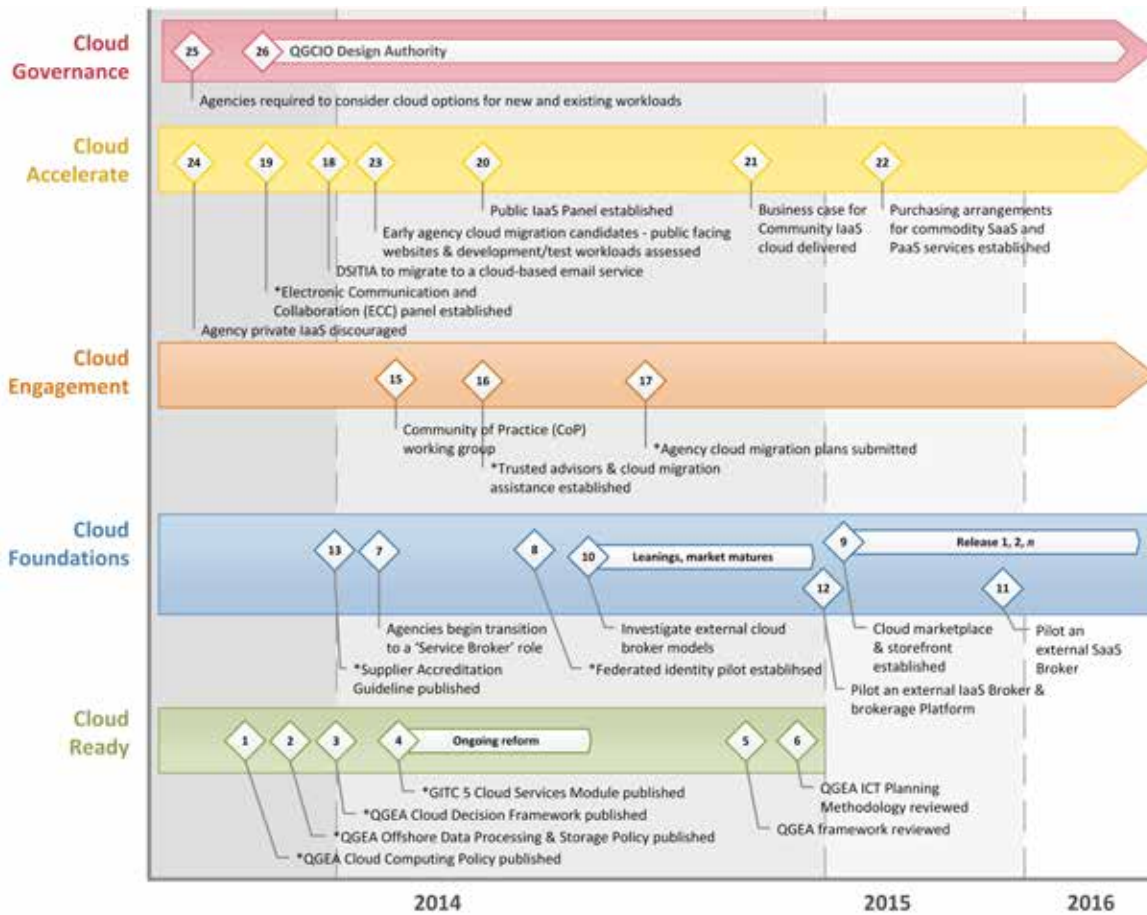 Cloud
Governance
25
26
QGCIO Design Authority
Agencies required to consider cloud options for new and existing workloads
Cloud
Accelerate
24
19
18
23
20
21
22
Public IaaS Panel established
Business case for
Community IaaS
cloud delivered
Purchasing arrangements
for commodity SaaS and
PaaS services established
Early agency cloud migration candidates - public facing
websites & development/test workloads assessed
DSITIA to migrate to a cloud-based email service
*Electronic Communication and
Collaboration (ECC) panel established
Agency private IaaS discouraged
Cloud
Engagement
15
16
17
Community of Practice (CoP)
working group
*Agency cloud migration plans submitted
*Trusted advisors & cloud migration
assistance established
Cloud
Foundations
13
7
8
10
Leanings, market matures
9
Release 1, 2, n
12
11
Agencies begin transition
to a 'Service Broker' role
Investigate external cloud
broker models
Cloud marketplace
& storefront
established
Pilot an
external SaaS
Broker
*Supplier Accreditation
Guideline published
*Federated identity pilot establihsed
Pilot an external IaaS Broker &
brokerage Platform
Cloud
Ready
1
2
3
4
Ongoing reform
5
6
*GITC 5 Cloud Services Module published
QGEA ICT Planning
Methodology reviewed
*QGEA Cloud Decision Framework published
QGEA framework reviewed
*QGEA Offshore Data Processing & Storage Policy published
*QGEA Cloud Computing Policy published
2014
2015
2016